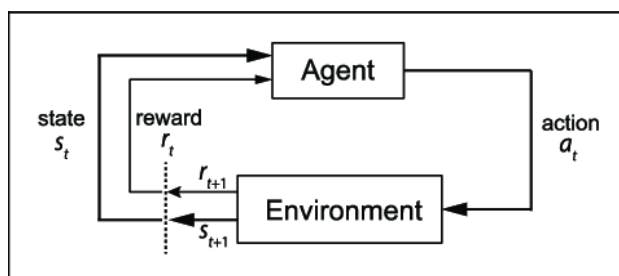 Agent
state
s_t
reward
r_t
action
a_t
r_{t+1}
Environment
s_{t+1}